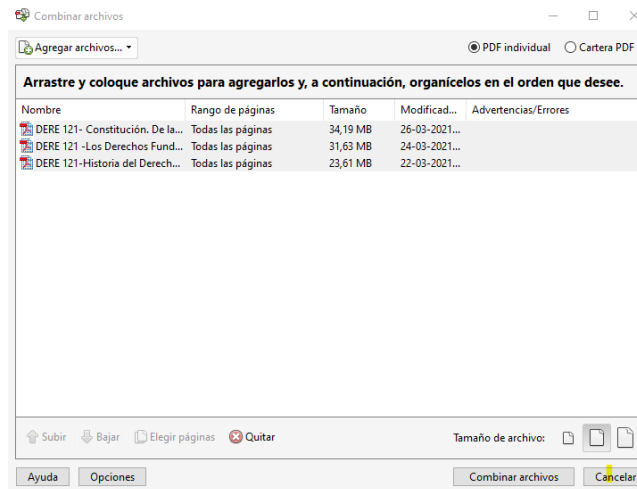 Combinar archivos
Agregar archivos... PDF individual Cartera PDF
Arrastre y coloque archivos para agregarlos y, a continuación, organícelos en el orden que desee.
Nombre Rango de páginas Tamaño Modificad... Advertencias/Errores
DERE 121- Constitución. De la... Todas las páginas 34,19 MB 26-03-2021...
DERE 121 -Los Derechos Fund... Todas las páginas 31,63 MB 24-03-2021...
DERE 121-Historia del Derech... Todas las páginas 23,61 MB 22-03-2021...
Subir Bajar Elegir páginas Quitar Tamaño de archivo:
Ayuda Opciones Combinar archivos Cancelar